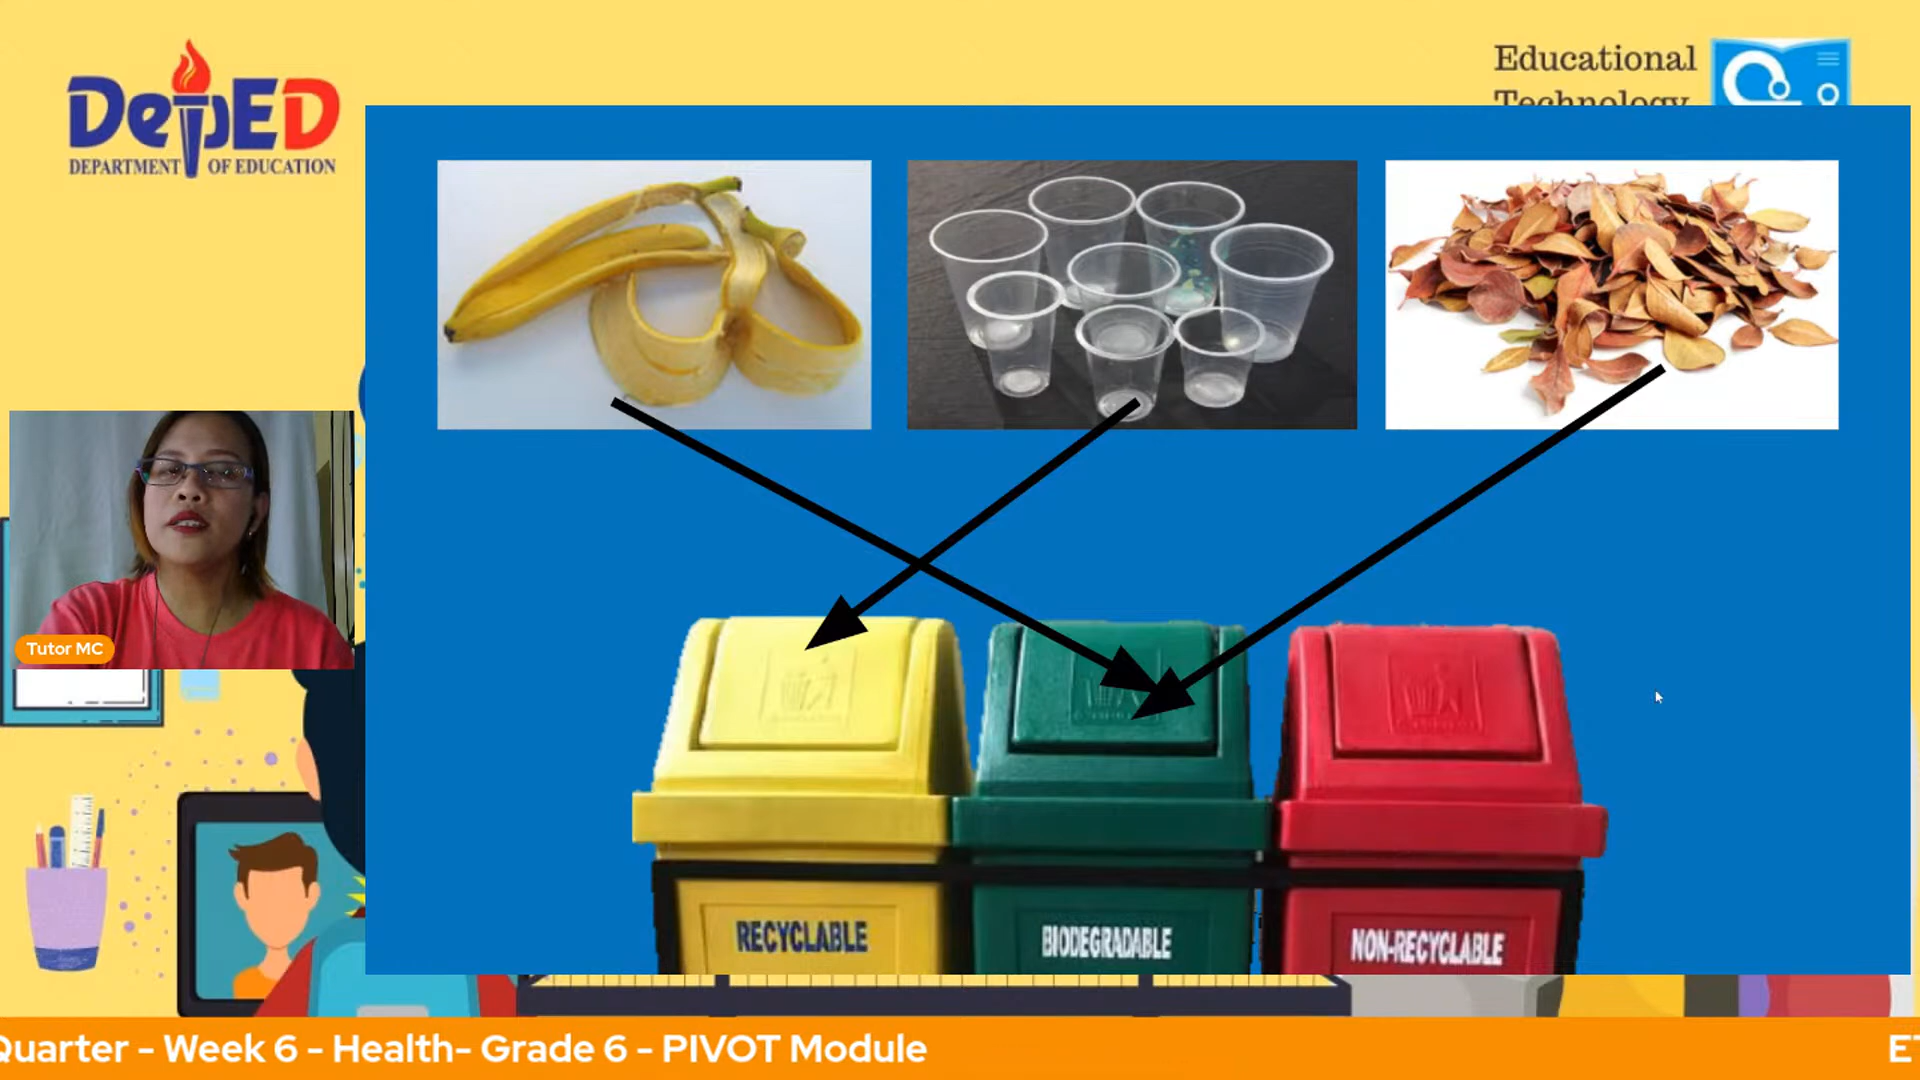 DepED
DEPARTMENT OF EDUCATION
Educational
Technology
Tutor MC
RECYCLABLE
BIODEGRADABLE
NON-RECYCLABLE
Quarter - Week 6 - Health- Grade 6 - PIVOT Module